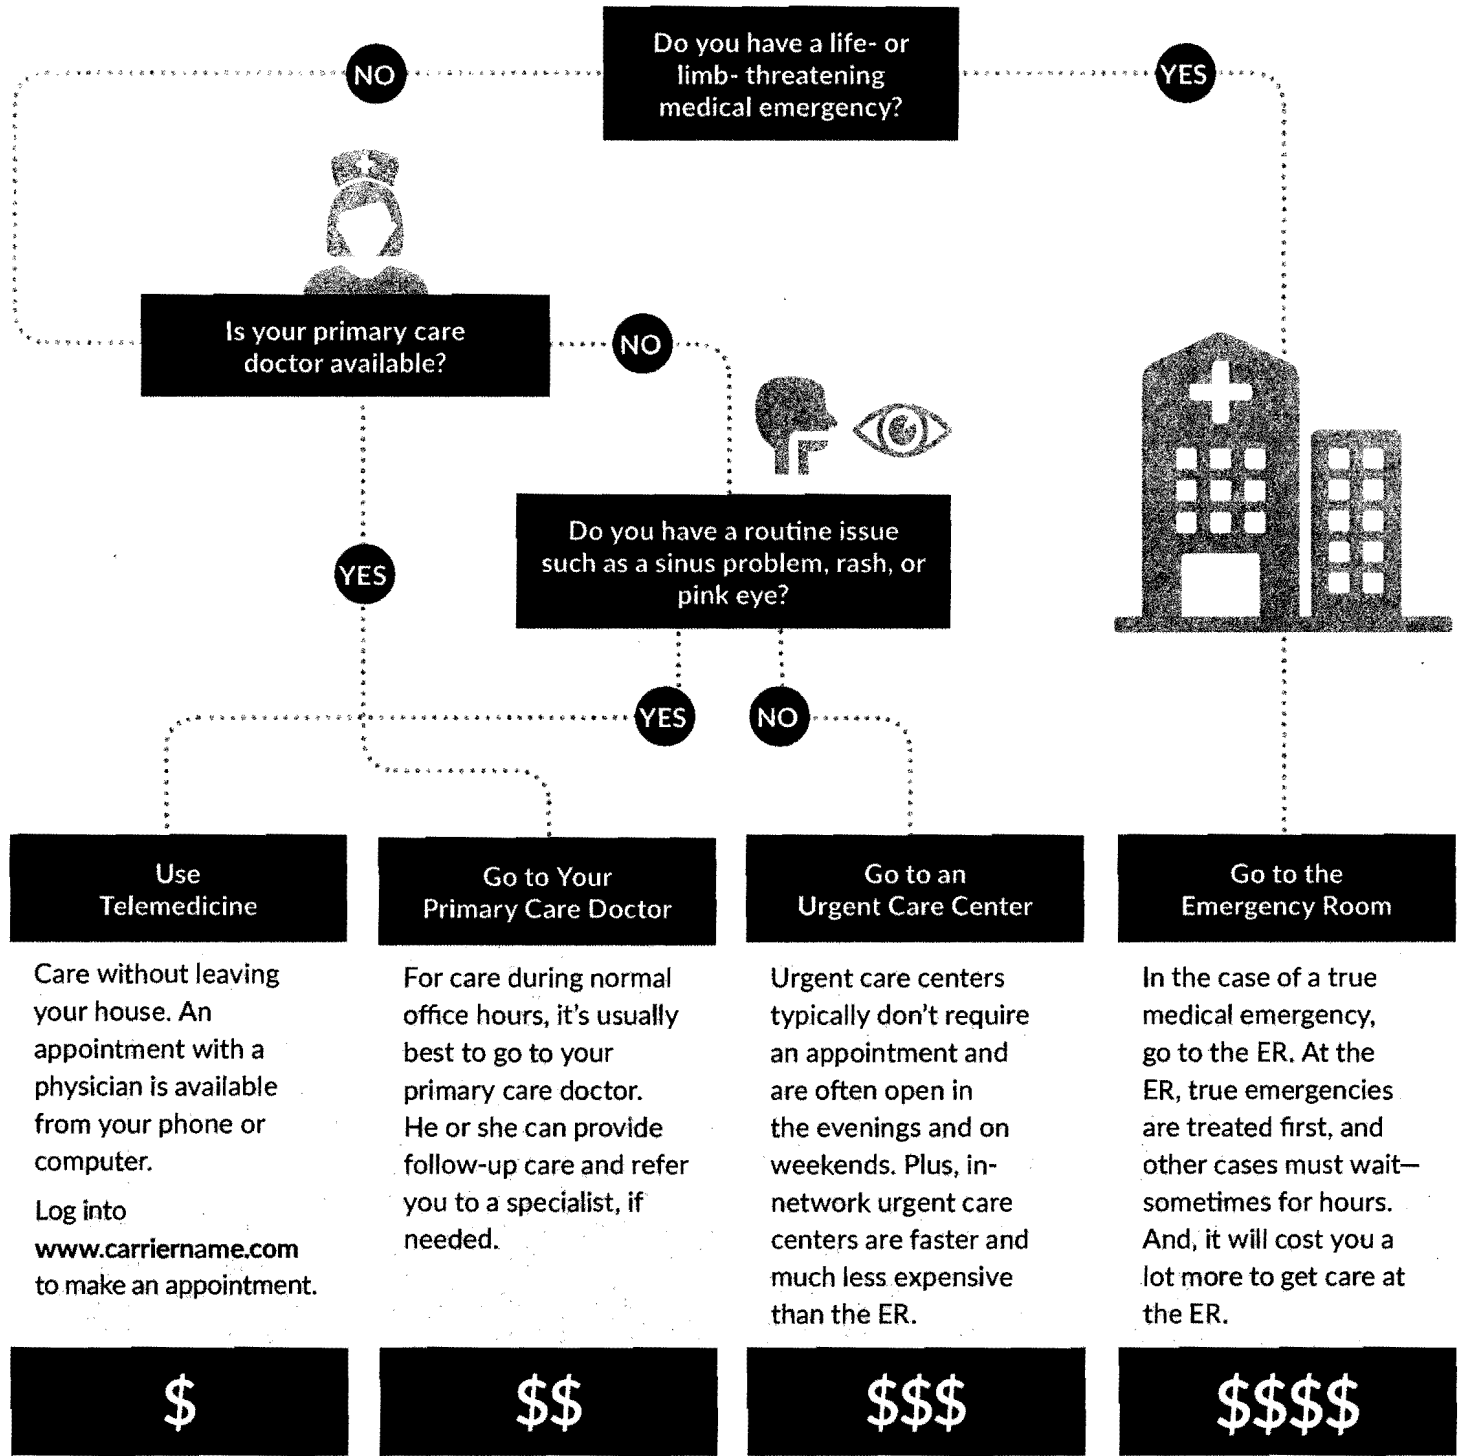 Do you have a life- or
limb- threatening
medical emergency?
NO
YES
Is your primary care
doctor available?
NO
YES
Do you have a routine issue
such as a sinus problem, rash, or
pink eye?
YES
NO
Use
Telemedicine
Care without leaving
your house. An
appointment with a
physician is available
from your phone or
computer.
Log into
www.carriername.com
to make an appointment.
$
Go to Your
Primary Care Doctor
For care during normal
office hours, it's usually
best to go to your
primary care doctor.
He or she can provide
follow-up care and refer
you to a specialist, if
needed.
$$
Go to an
Urgent Care Center
Urgent care centers
typically don't require
an appointment and
are often open in
the evenings and on
weekends. Plus, in-
network urgent care
centers are faster and
much less expensive
than the ER.
$$$
Go to the
Emergency Room
In the case of a true
medical emergency,
go to the ER. At the
ER, true emergencies
are treated first, and
other cases must wait—
sometimes for hours.
And, it will cost you a
lot more to get care at
the ER.
$$$$